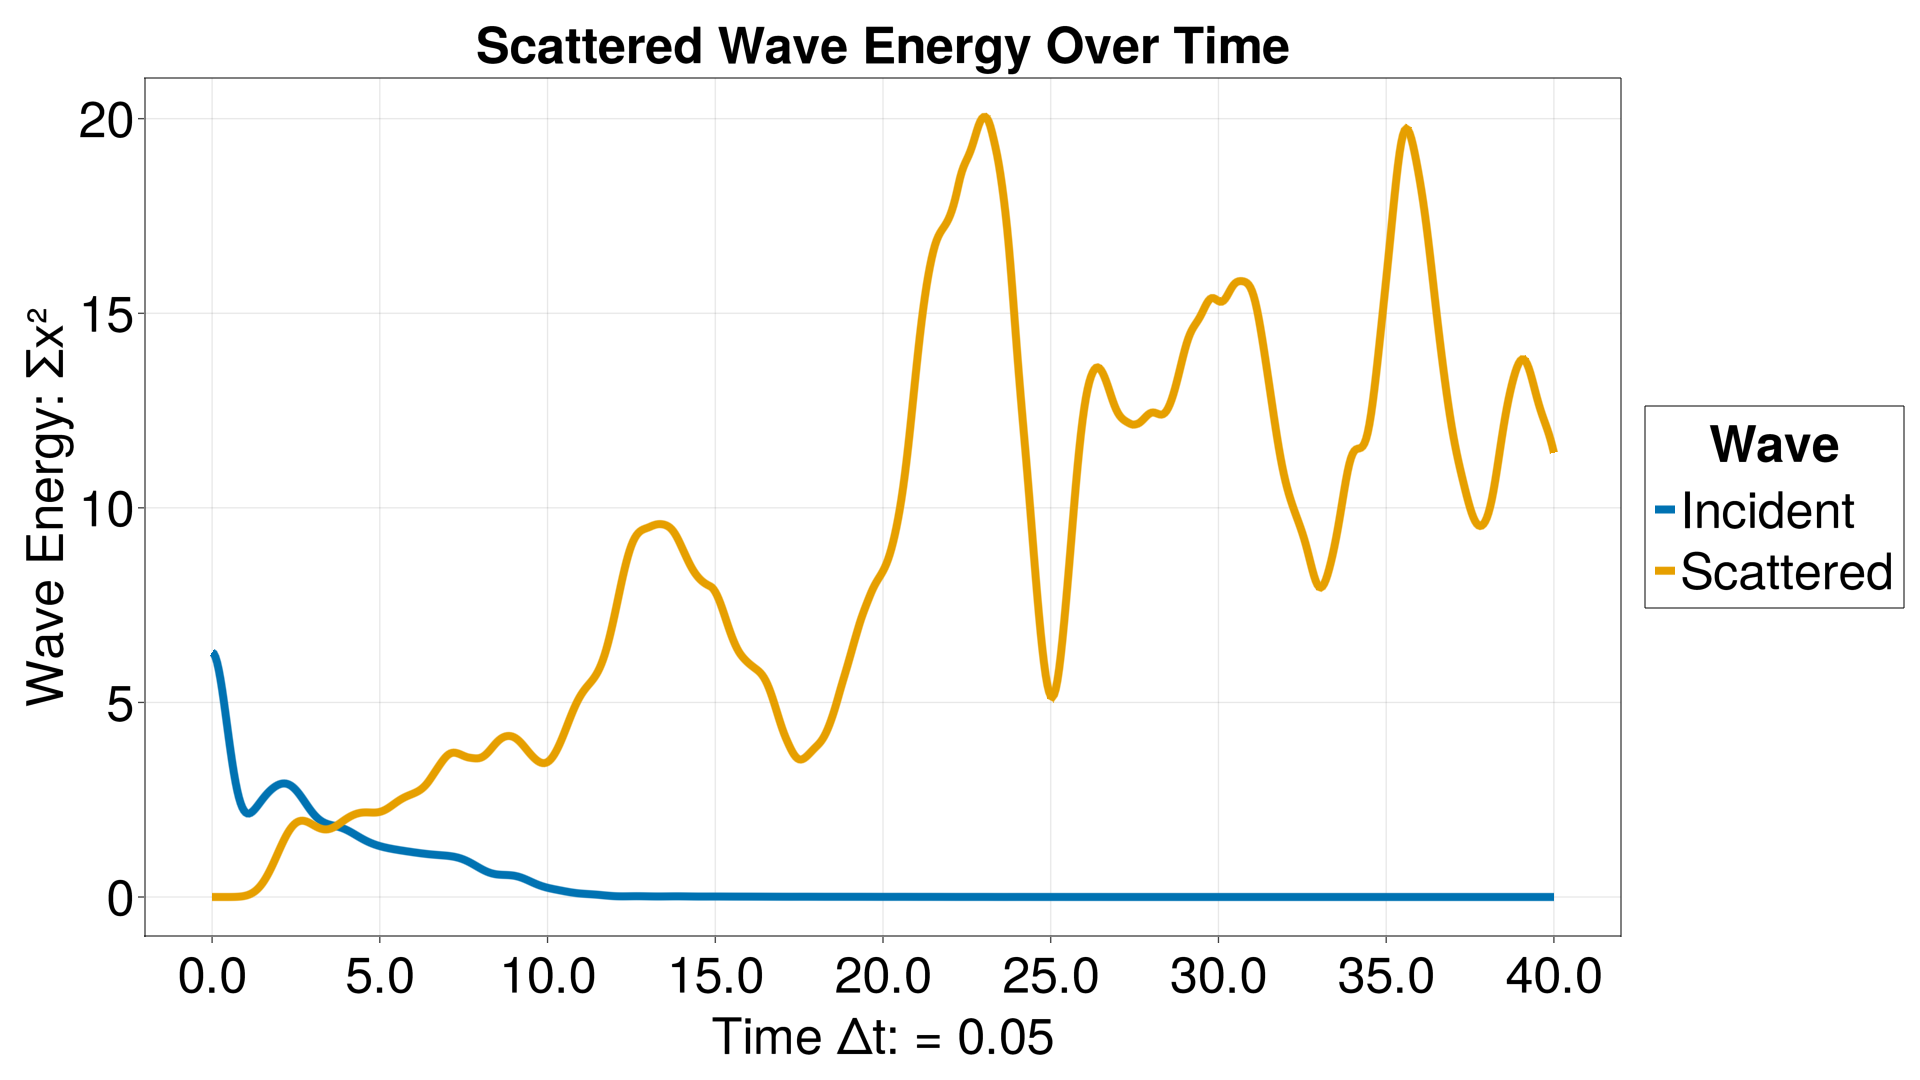 Scattered Wave Energy Over Time
Wave Energy: Σx²
20
15
10
5
0
0.0 5.0 10.0 15.0 20.0 25.0 30.0 35.0 40.0
Time Δt: = 0.05
Wave
Incident
Scattered